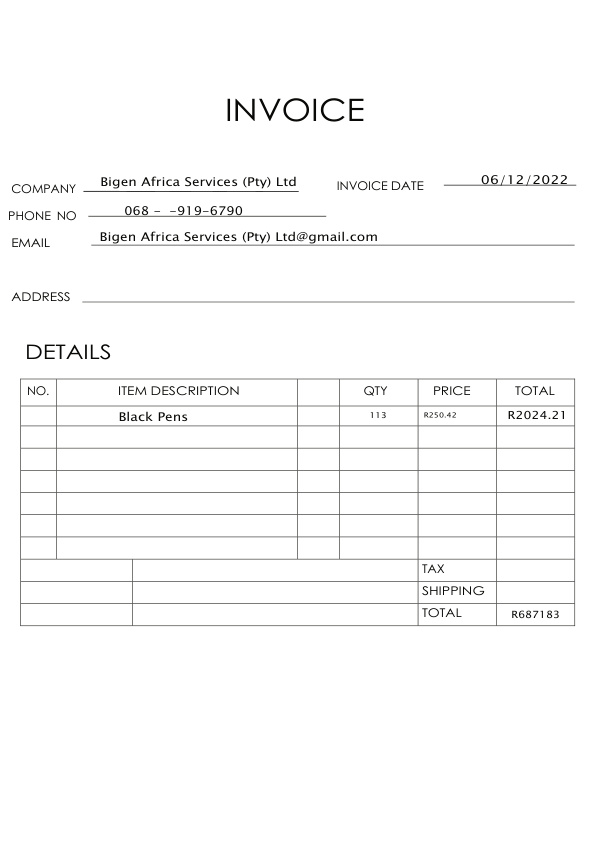 INVOICE
COMPANY Bigen Africa Services (Pty) Ltd INVOICE DATE 06/12/2022
PHONE NO 068 - -919-6790
EMAIL Bigen Africa Services (Pty) Ltd@gmail.com
ADDRESS
DETAILS
NO. ITEM DESCRIPTION QTY PRICE TOTAL
Black Pens 113 R250.42 R2024.21
TAX
SHIPPING
TOTAL R687183